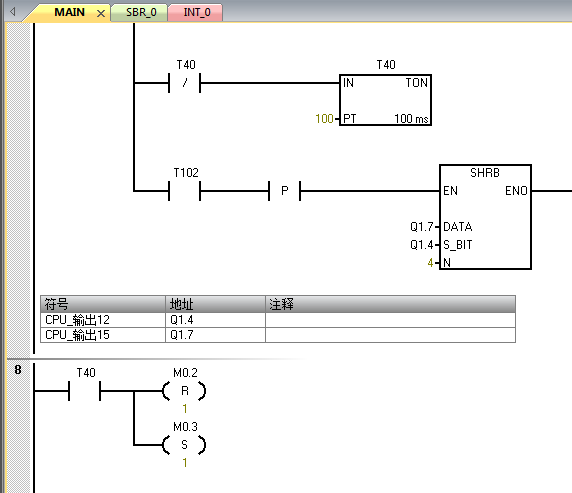 MAIN × SBR_0 INT_0
T40 T40
/ IN TON
100 PT 100 ms
T102 SHRB
P EN ENO
Q1.7 DATA
Q1.4 S_BIT
4 N
符号 地址 注释
CPU_输出12 Q1.4
CPU_输出15 Q1.7
8
T40 M0.2
R
1
M0.3
S
1